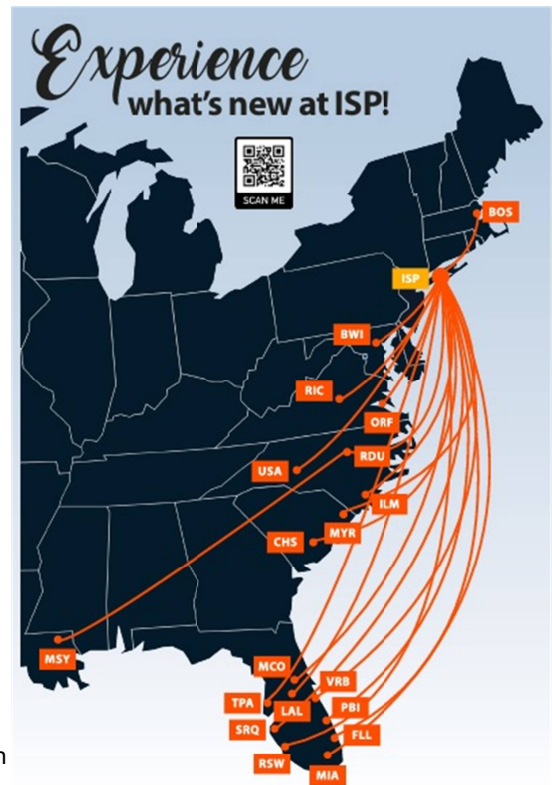 Experience
what's new at ISP!
SCAN ME
BOS
ISP
BWI
RIC
ORF
RDU
USA
ILM
MYR
CHS
MSY
MCO
VRB
TPA
LAL
PBI
SRQ
FLL
RSW
MIA